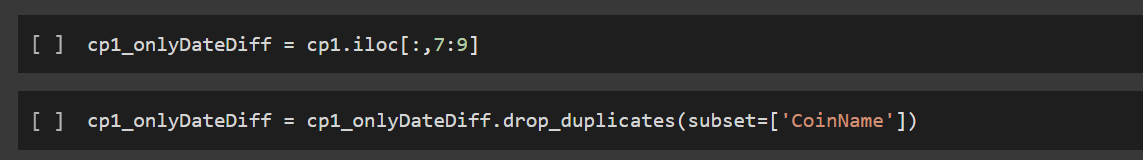 [ ] cp1_onlyDateDiff = cp1.iloc[:,7:9]
[ ] cp1_onlyDateDiff = cp1_onlyDateDiff.drop_duplicates(subset=['CoinName'])